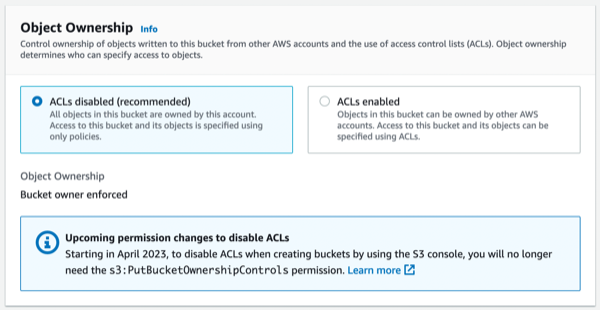 Object Ownership Info
Control ownership of objects written to this bucket from other AWS accounts and the use of access control lists (ACLs). Object ownership
determines who can specify access to objects.
ACLs disabled (recommended)
All objects in this bucket are owned by this account.
Access to this bucket and its objects is specified using
only policies.
ACLs enabled
Objects in this bucket can be owned by other AWS
accounts. Access to this bucket and its objects can be
specified using ACLs.
Object Ownership
Bucket owner enforced
Upcoming permission changes to disable ACLs
Starting in April 2023, to disable ACLs when creating buckets by using the S3 console, you will no longer
need the s3:PutBucketOwnershipControls permission. Learn more